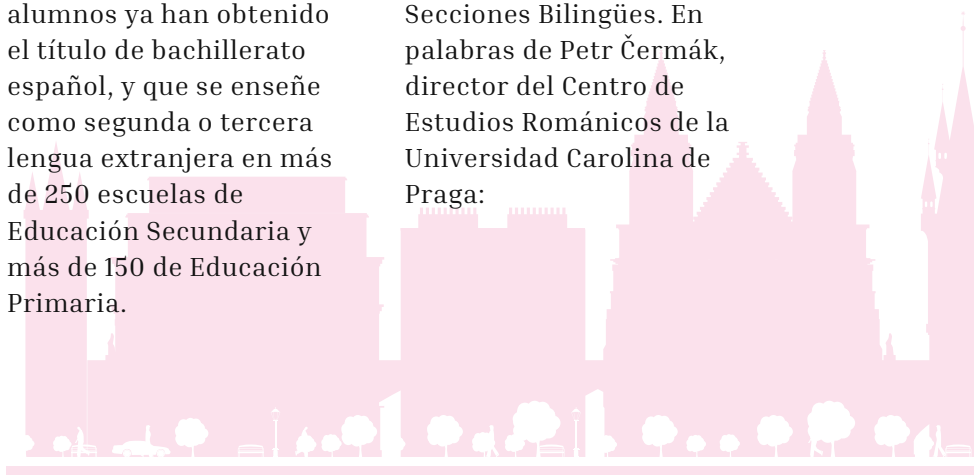 alumnos ya han obtenido
el título de bachillerato
español, y que se enseñe
como segunda o tercera
lengua extranjera en más
de 250 escuelas de
Educación Secundaria y
más de 150 de Educación
Primaria.
Secciones Bilingües. En
palabras de Petr Čermák,
director del Centro de
Estudios Románicos de la
Universidad Carolina de
Praga: